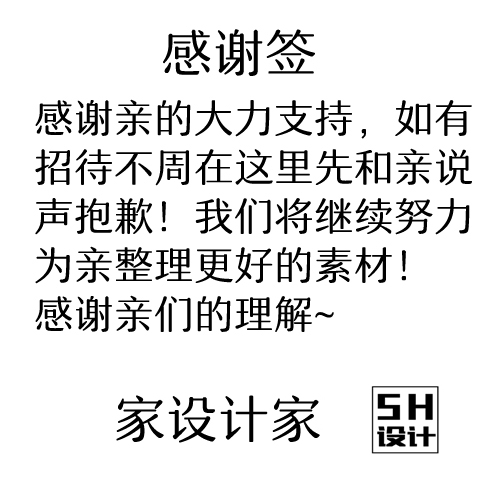 感谢签
感谢亲的大力支持，如有
招待不周在这里先和亲说
声抱歉！我们将继续努力
为亲整理更好的素材！
感谢亲们的理解~
家设计家
SH
设计